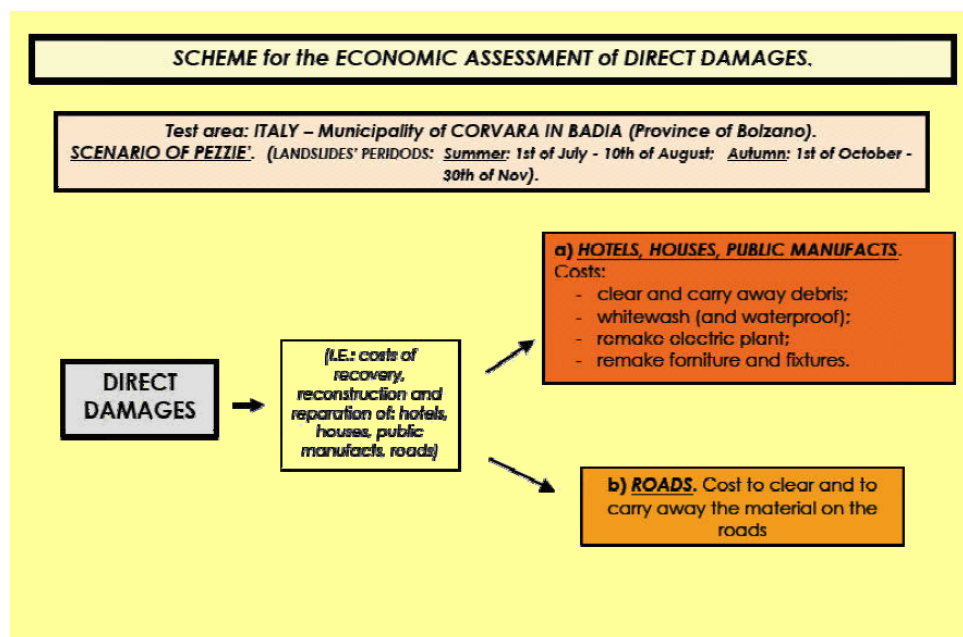 SCHEME for the ECONOMIC ASSESSMENT of DIRECT DAMAGES.
Test area: ITALY – Municipality of CORVARA IN BADIA (Province of Bolzano).
SCENARIO OF PEZZIE'. (LANDSLIDES' PERIDODS: Summer: 1st of July - 10th of August; Autumn: 1st of October -
30th of Nov).
a) HOTELS, HOUSES, PUBLIC MANUFACTS.
Costs:
- clear and carry away debris;
- whitewash (and waterproof);
- remake electric plant;
- remake forniture and fixtures.
(I.E.: costs of
recovery,
reconstruction and
reparation of: hotels,
houses, public
manufacts, roads)
DIRECT
DAMAGES
b) ROADS. Cost to clear and to
carry away the material on the
roads